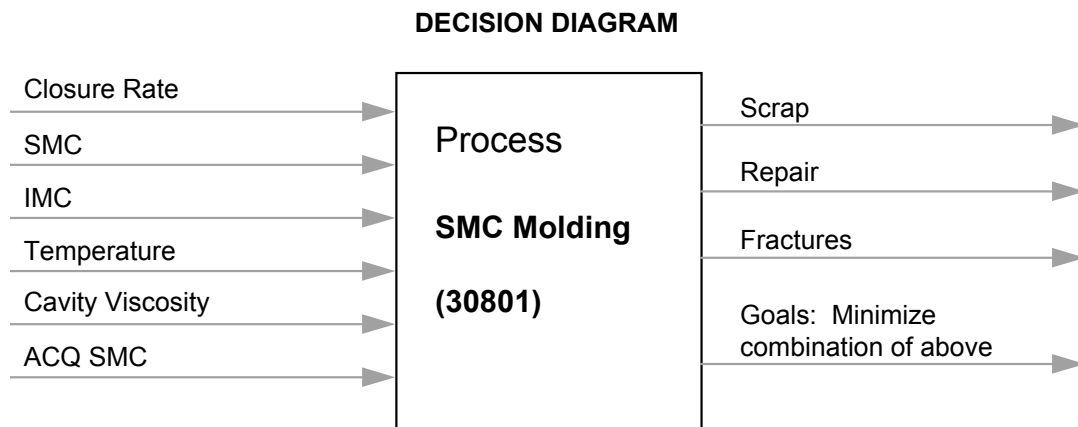 DECISION DIAGRAM
Closure Rate
SMC
IMC
Temperature
Cavity Viscosity
ACQ SMC
Process
SMC Molding
(30801)
Scrap
Repair
Fractures
Goals: Minimize
combination of above